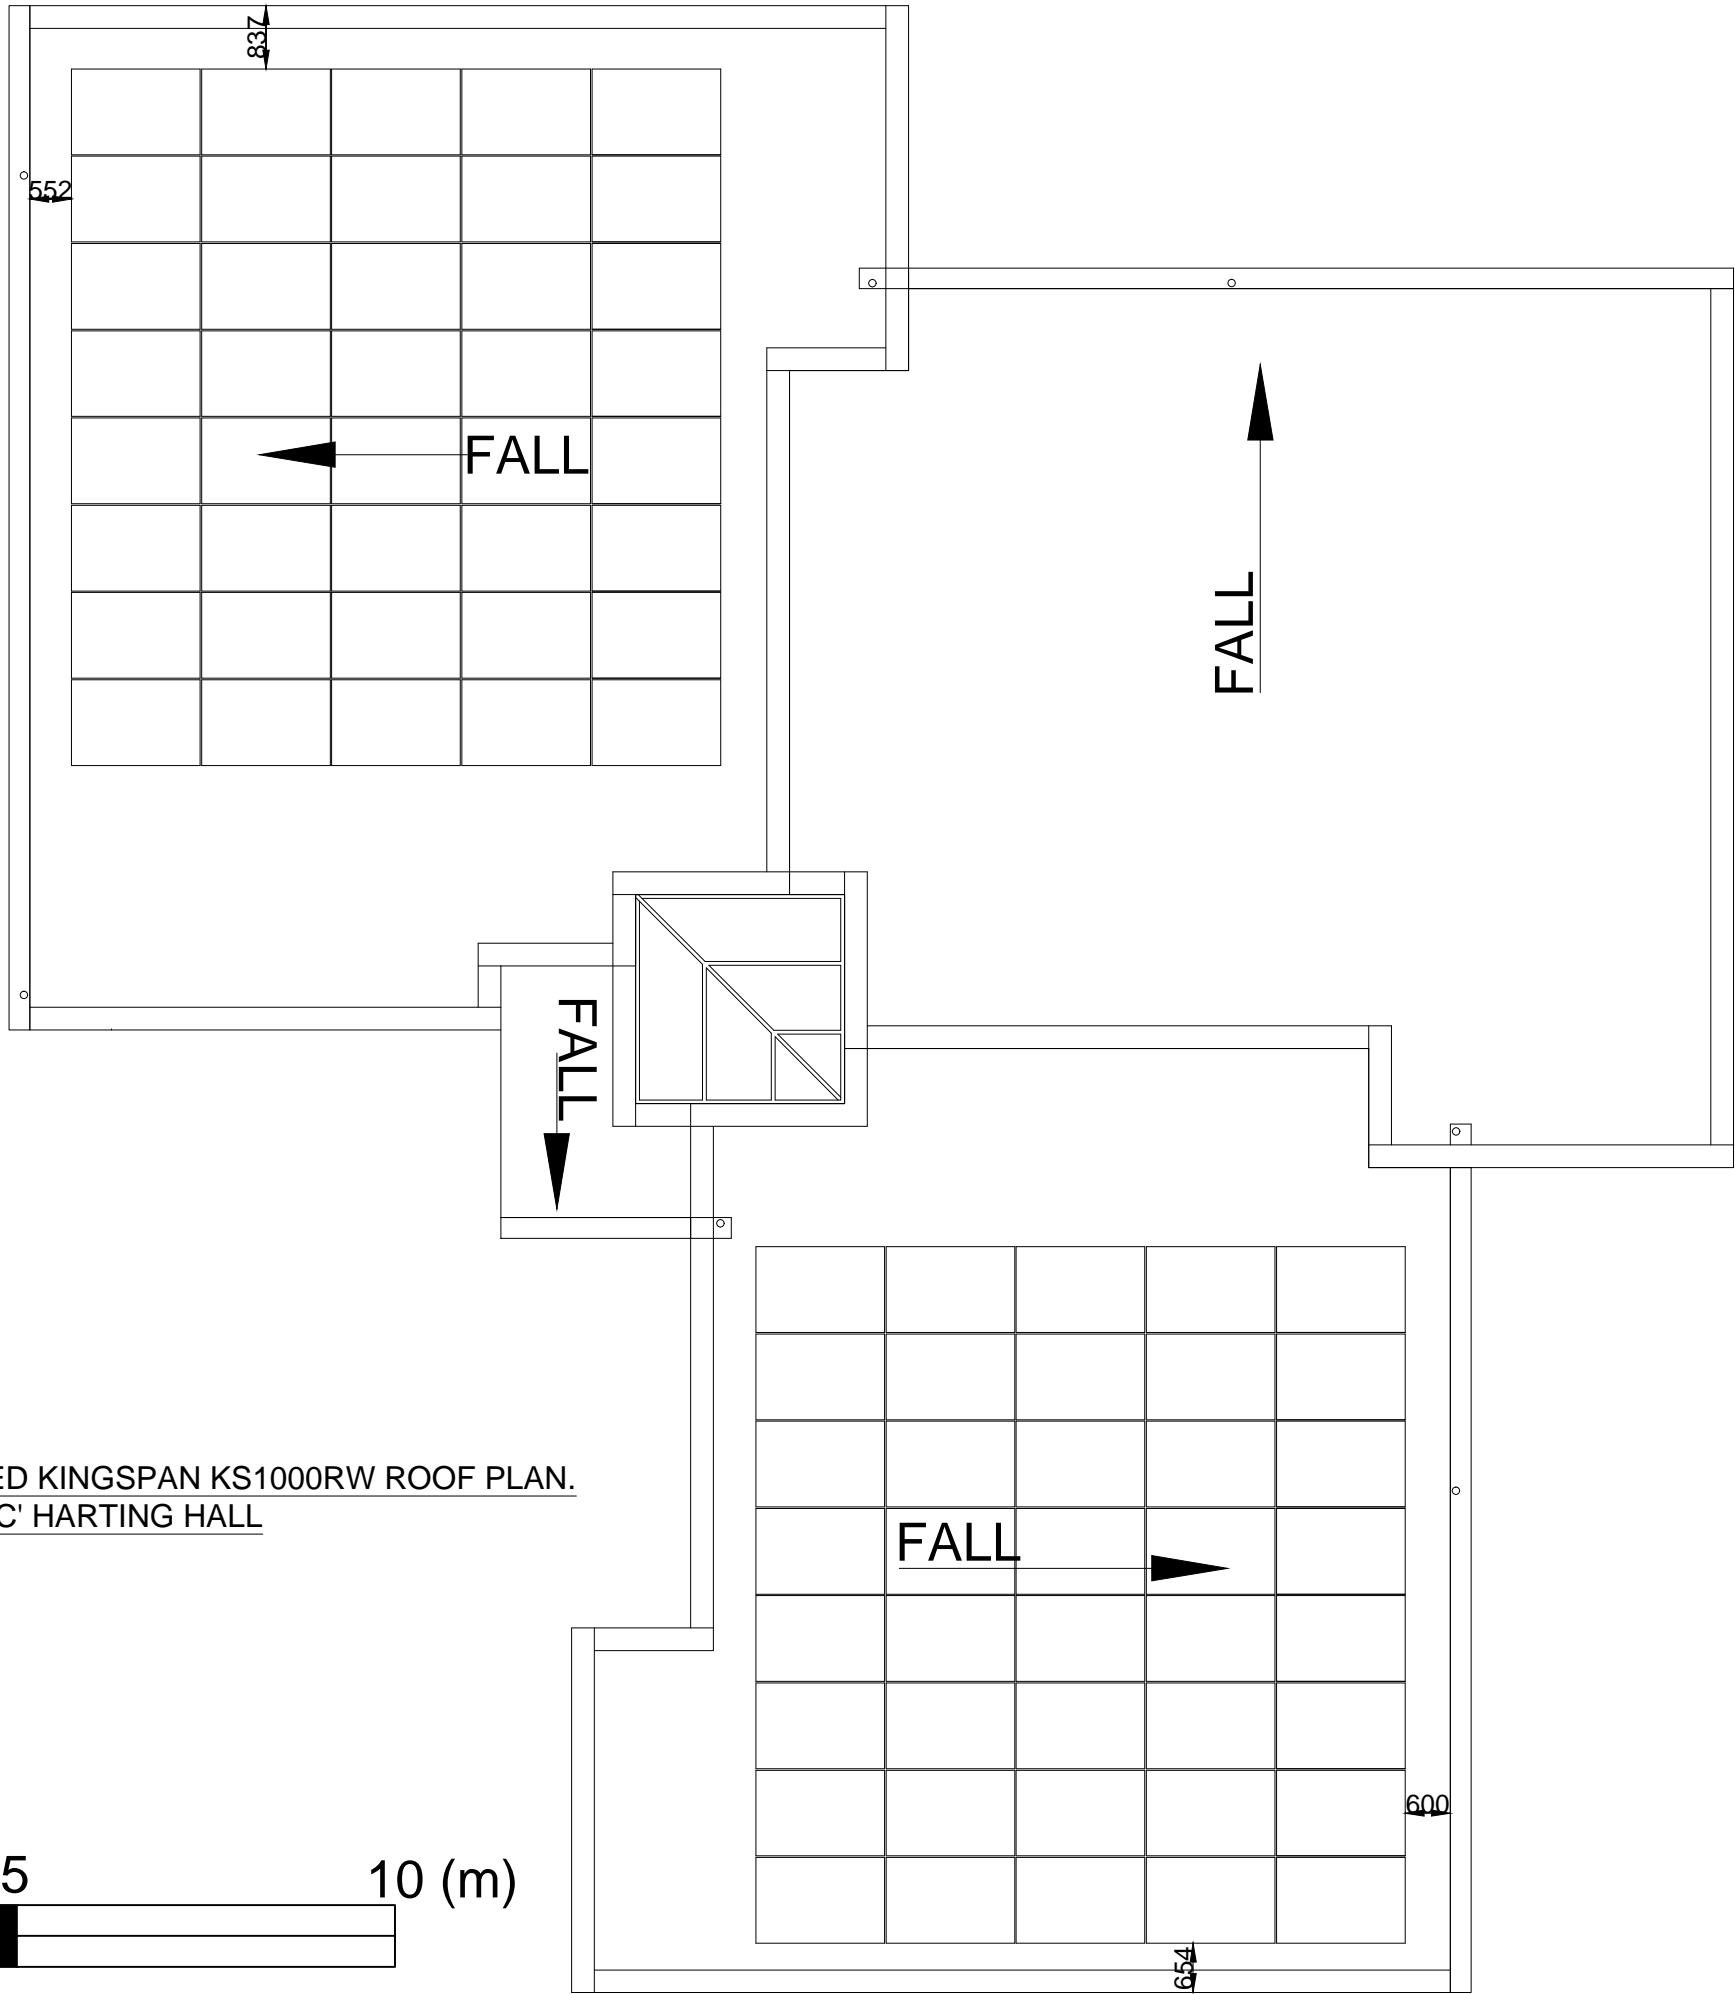 837
552
FALL
FALL
FALL
ED KINGSPAN KS1000RW ROOF PLAN.
C' HARTING HALL
FALL
600
5
10 (m)
654